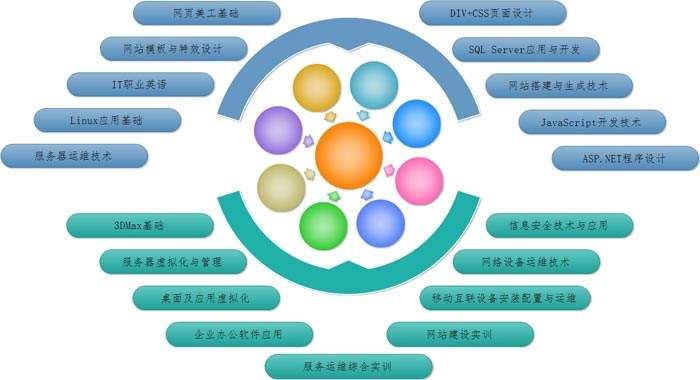 网页美工基础
DIV+CSS页面设计
网站模板与特效设计
SQL Server应用与开发
IT职业英语
网站搭建与生成技术
Linux应用基础
JavaScript开发技术
服务器运维技术
ASP.NET程序设计
3DMax基础
信息安全技术与应用
服务器虚拟化与管理
网络设备运维技术
桌面及应用虚拟化
移动互联设备安装配置与运维
企业办公软件应用
网站建设实训
服务运维综合实训